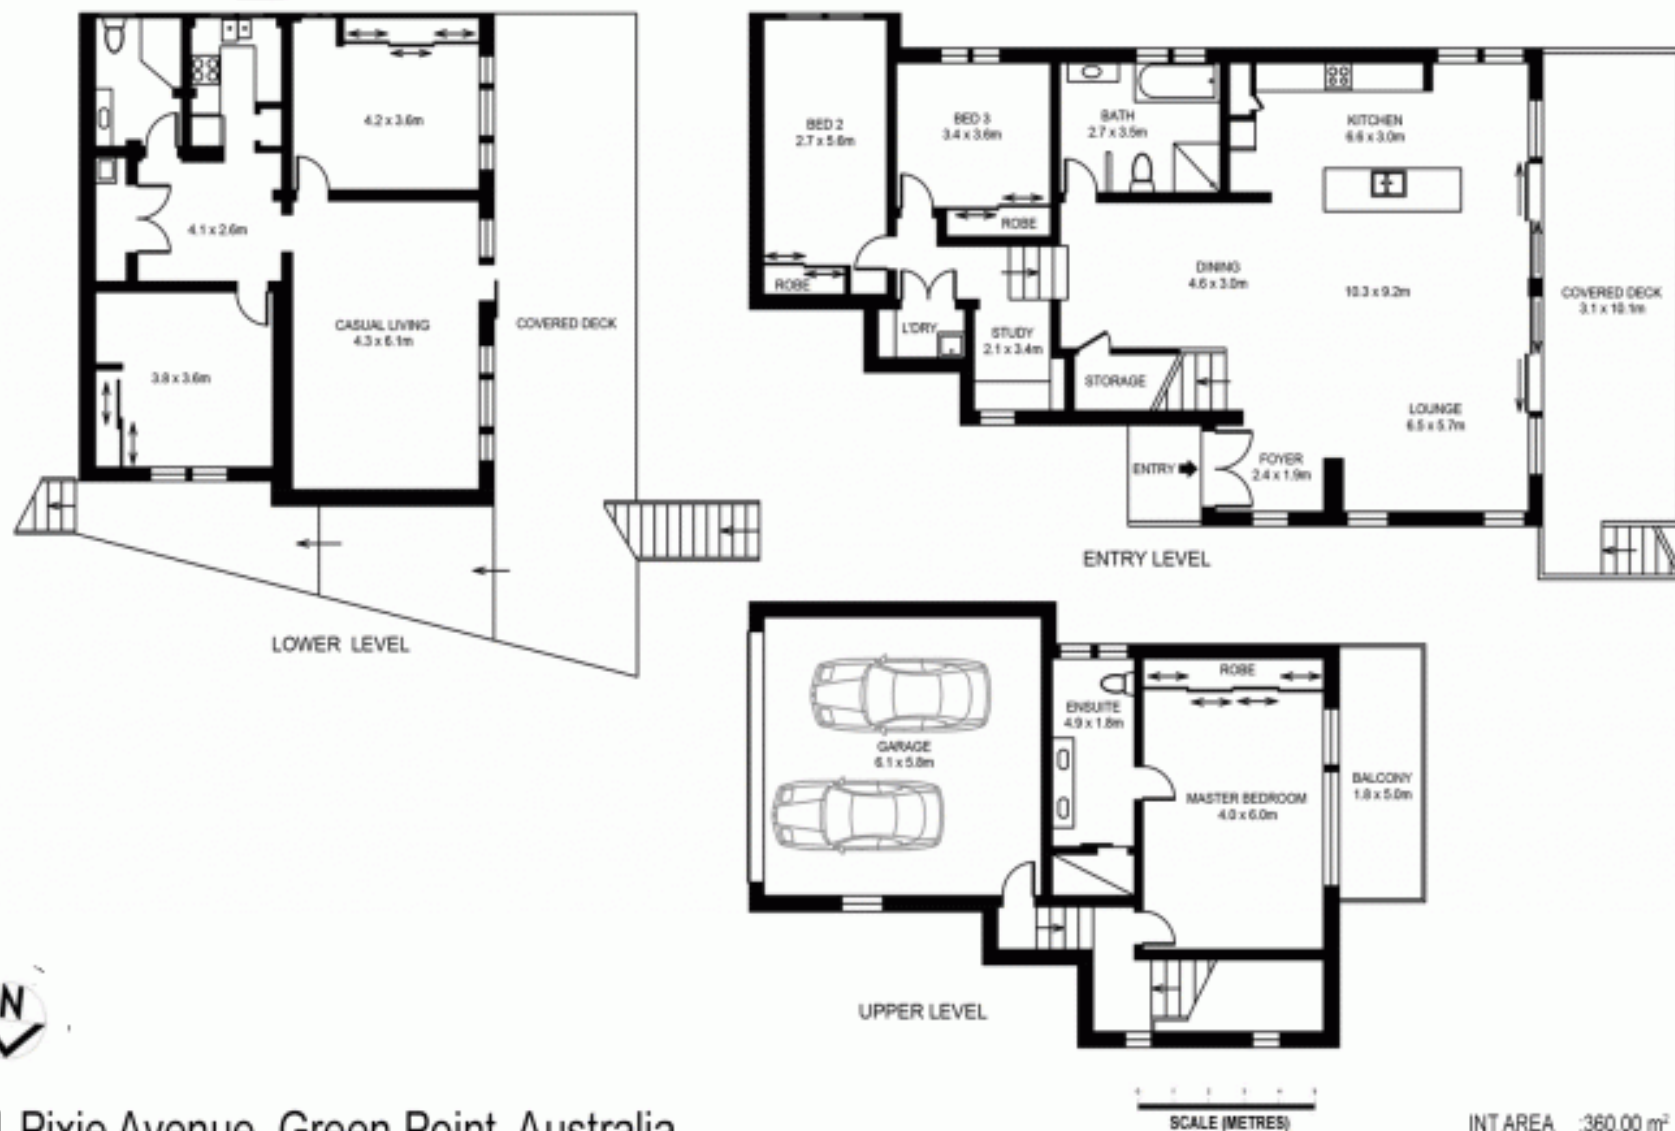 4.2 x 3.6m
4.1 x 2.6m
CASUAL LIVING
4.3 x 6.1m
COVERED DECK
3.8 x 3.6m
LOWER LEVEL
BED 2
2.7 x 5.6m
BED 3
3.4 x 3.6m
BATH
2.7 x 3.5m
KITCHEN
6.6 x 3.0m
ROBE
ROBE
DINING
4.6 x 3.0m
10.3 x 9.2m
COVERED DECK
3.1 x 10.1m
L'DRY
STUDY
2.1 x 3.4m
STORAGE
LOUNGE
6.5 x 5.7m
ENTRY
FOYER
2.4 x 1.9m
ENTRY LEVEL
ROBE
ENSUITE
4.9 x 1.8m
GARAGE
6.1 x 5.8m
MASTER BEDROOM
4.0 x 6.0m
BALCONY
1.8 x 5.0m
UPPER LEVEL
N
Pixie Avenue, Green Point, Australia
SCALE (METRES)
INT AREA :360.00 m²